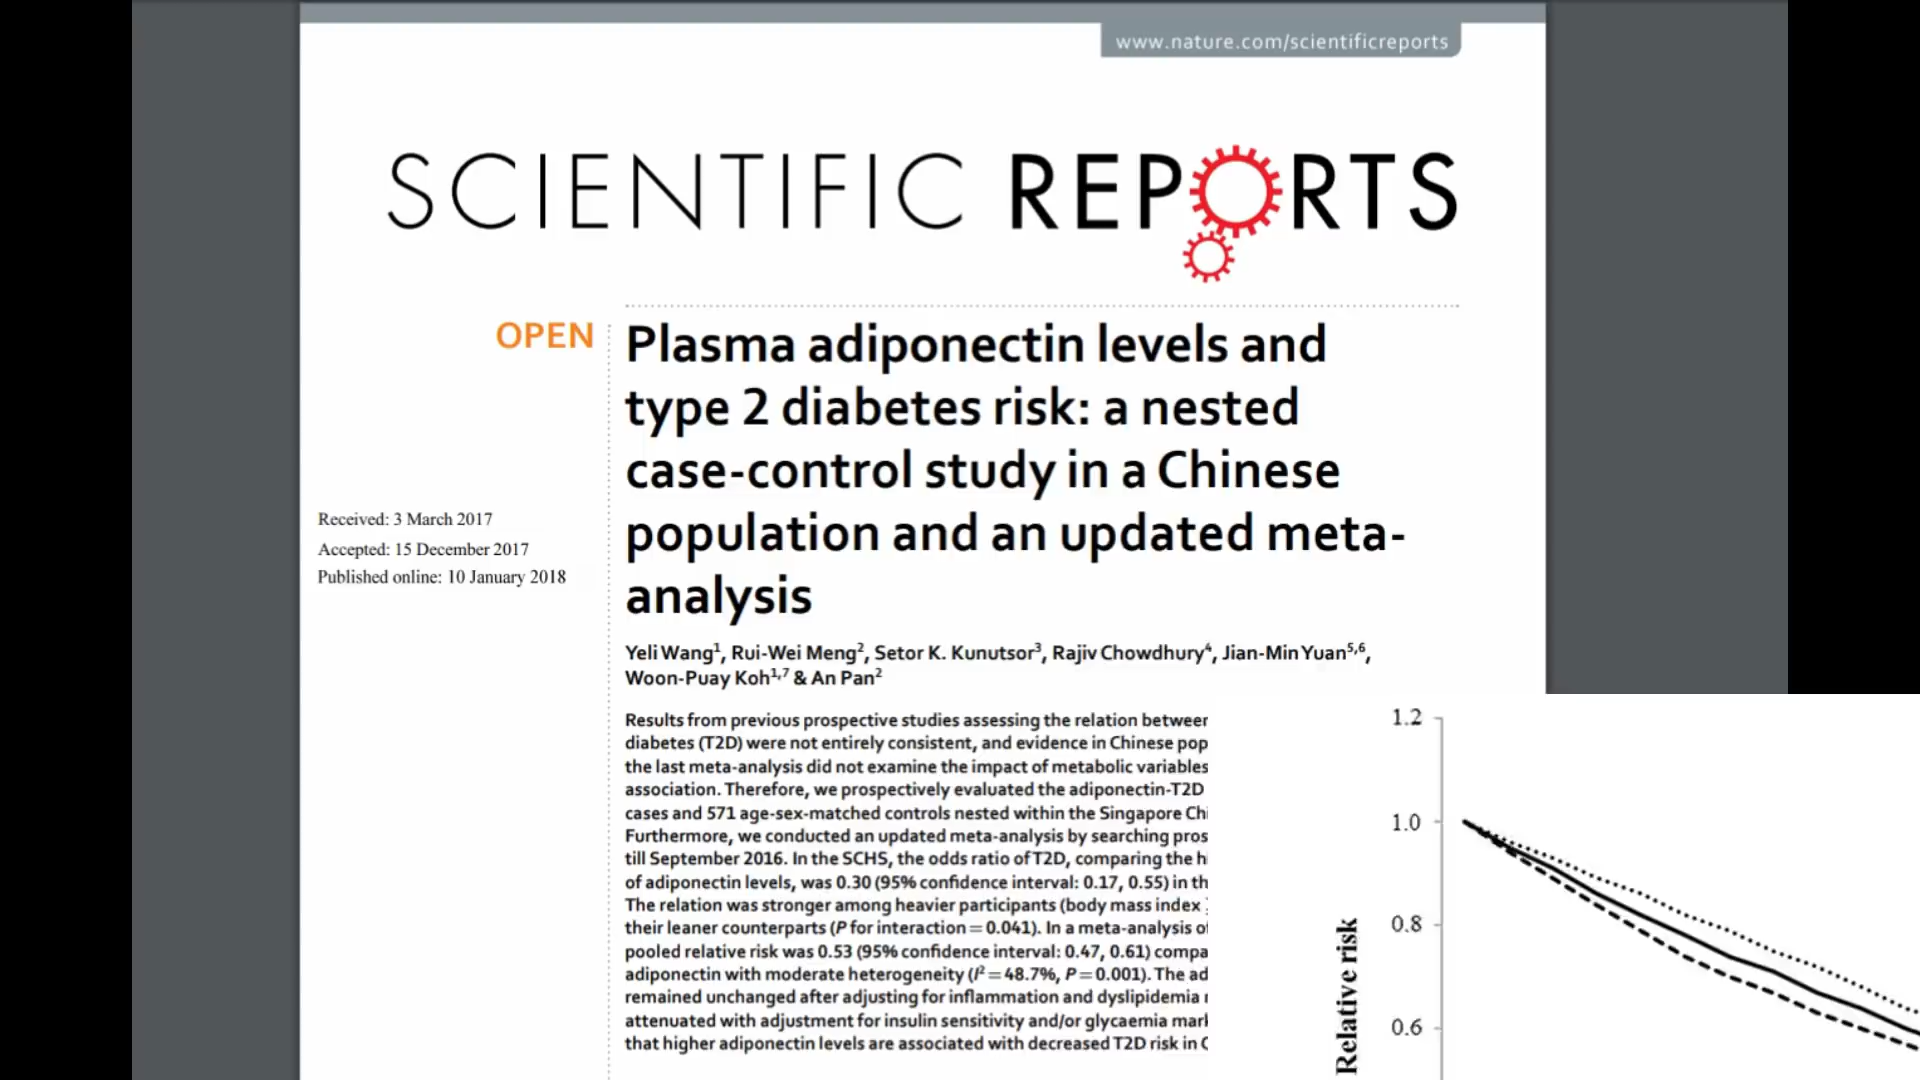 www.nature.com/scientificreports
SCIENTIFIC REPORTS
OPEN
Plasma adiponectin levels and
type 2 diabetes risk: a nested
case-control study in a Chinese
population and an updated meta-
analysis
Received: 3 March 2017
Accepted: 15 December 2017
Published online: 10 January 2018
Yeli Wang1, Rui-Wei Meng2, Setor K. Kunutsor3, Rajiv Chowdhury4, Jian-Min Yuan5,6,
Woon-Puay Koh1,7 & An Pan2
Results from previous prospective studies assessing the relation between
diabetes (T2D) were not entirely consistent, and evidence in Chinese pop
the last meta-analysis did not examine the impact of metabolic variables
association. Therefore, we prospectively evaluated the adiponectin-T2D
cases and 571 age-sex-matched controls nested within the Singapore Chi
Furthermore, we conducted an updated meta-analysis by searching pros
till September 2016. In the SCHS, the odds ratio of T2D, comparing the h
of adiponectin levels, was 0.30 (95% confidence interval: 0.17, 0.55) in th
The relation was stronger among heavier participants (body mass index
their leaner counterparts (P for interaction = 0.041). In a meta-analysis of
pooled relative risk was 0.53 (95% confidence interval: 0.47, 0.61) compa
adiponectin with moderate heterogeneity (I2 = 48.7%, P = 0.001). The ad
remained unchanged after adjusting for inflammation and dyslipidemia
attenuated with adjustment for insulin sensitivity and/or glycaemia mark
that higher adiponectin levels are associated with decreased T2D risk in C
1.2
1.0
0.8
0.6
Relative risk